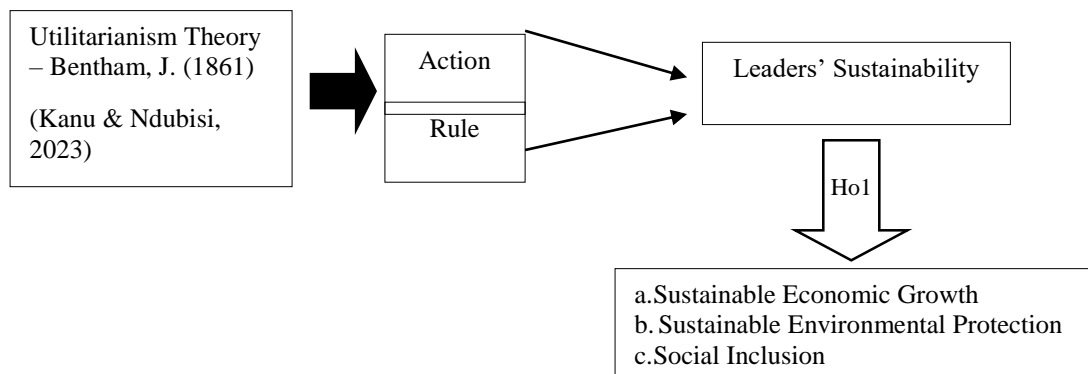 Utilitarianism Theory
– Bentham, J. (1861)
(Kanu & Ndubisi,
2023)
Action
Rule
Leaders’ Sustainability
Ho1
a.Sustainable Economic Growth
b. Sustainable Environmental Protection
c.Social Inclusion